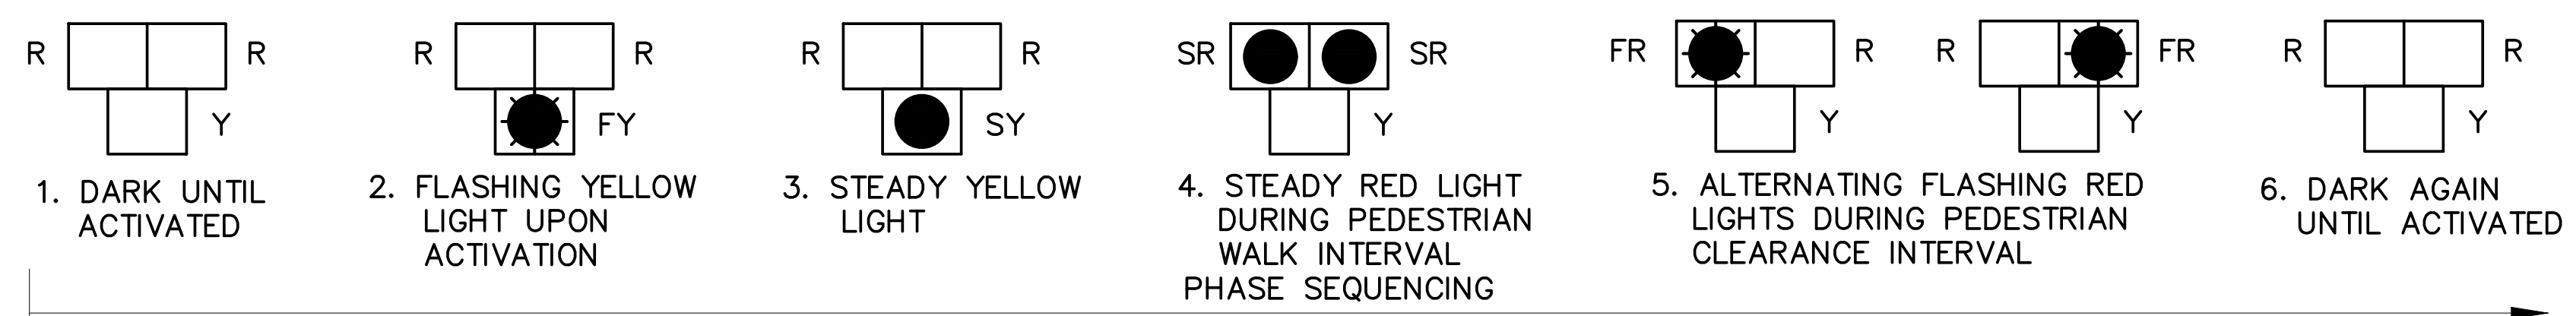 R R
Y
1. DARK UNTIL
ACTIVATED
R R
FY
2. FLASHING YELLOW
LIGHT UPON
ACTIVATION
R R
SY
3. STEADY YELLOW
LIGHT
SR SR
Y
4. STEADY RED LIGHT
DURING PEDESTRIAN
WALK INTERVAL
PHASE SEQUENCING
FR R
Y
R FR
Y
5. ALTERNATING FLASHING RED
LIGHTS DURING PEDESTRIAN
CLEARANCE INTERVAL
R R
Y
6. DARK AGAIN
UNTIL ACTIVATED